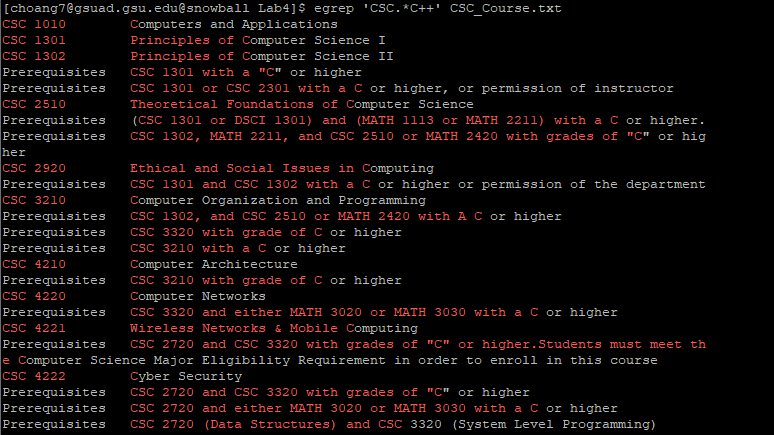 [choang7@gsuad.gsu.edu@snowball Lab4]$ egrep 'CSC.*C++' CSC_Course.txt
CSC 1010 Computers and Applications
CSC 1301 Principles of Computer Science I
CSC 1302 Principles of Computer Science II
Prerequisites CSC 1301 with a "C" or higher
Prerequisites CSC 1301 or CSC 2301 with a C or higher, or permission of instructor
CSC 2510 Theoretical Foundations of Computer Science
Prerequisites (CSC 1301 or DSCI 1301) and (MATH 1113 or MATH 2211) with a C or higher.
Prerequisites CSC 1302, MATH 2211, and CSC 2510 or MATH 2420 with grades of "C" or hig
her
CSC 2920 Ethical and Social Issues in Computing
Prerequisites CSC 1301 and CSC 1302 with a C or higher or permission of the department
CSC 3210 Computer Organization and Programming
Prerequisites CSC 1302, and CSC 2510 or MATH 2420 with A C or higher
Prerequisites CSC 3320 with grade of C or higher
Prerequisites CSC 3210 with a C or higher
CSC 4210 Computer Architecture
Prerequisites CSC 3210 with grade of C or higher
CSC 4220 Computer Networks
Prerequisites CSC 3320 and either MATH 3020 or MATH 3030 with a C or higher
CSC 4221 Wireless Networks & Mobile Computing
Prerequisites CSC 2720 and CSC 3320 with grades of "C" or higher.Students must meet th
e Computer Science Major Eligibility Requirement in order to enroll in this course
CSC 4222 Cyber Security
Prerequisites CSC 2720 and CSC 3320 with grades of "C" or higher
Prerequisites CSC 2720 and either MATH 3020 or MATH 3030 with a C or higher
Prerequisites CSC 2720 (Data Structures) and CSC 3320 (System Level Programming)